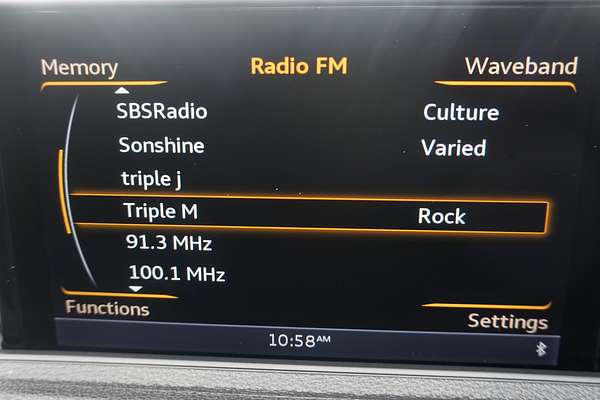 Memory Radio FM Waveband
SBSRadio Culture
Sonshine Varied
triple j
Triple M Rock
91.3 MHz
100.1 MHz
Functions Settings
10:58AM